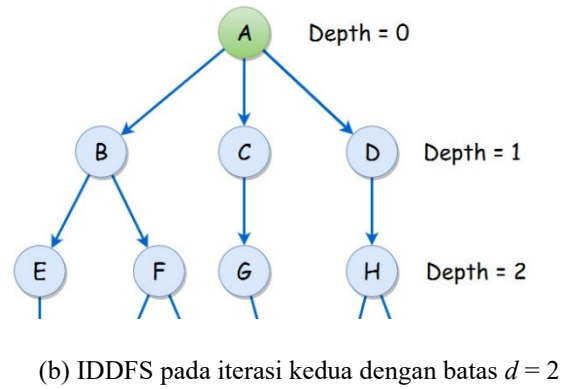 A Depth = 0
B C D Depth = 1
E F G H Depth = 2
(b) IDDFS pada iterasi kedua dengan batas d = 2